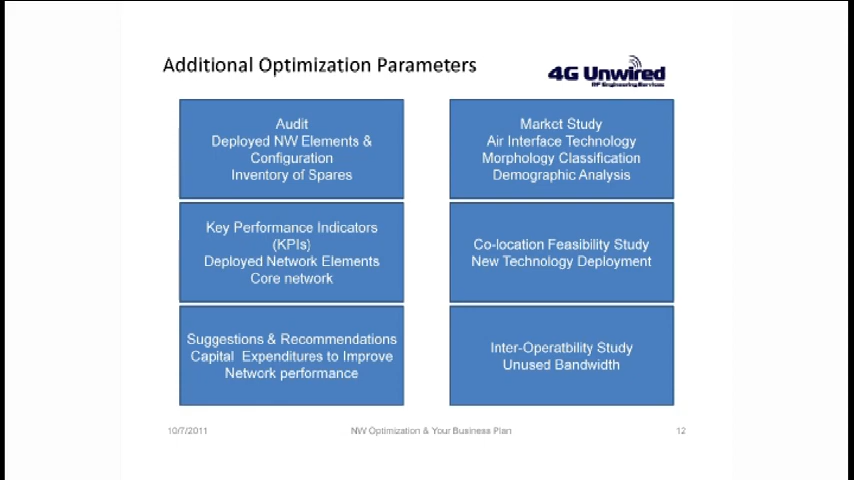 Additional Optimization Parameters
4G Unwired
RF Engineering Services
Audit
Deployed NW Elements &
Configuration
Inventory of Spares
Key Performance Indicators
(KPIs)
Deployed Network Elements
Core network
Suggestions & Recommendations
Capital Expenditures to Improve
Network performance
Market Study
Air Interface Technology
Morphology Classification
Demographic Analysis
Co-location Feasibility Study
New Technology Deployment
Inter-Operatbility Study
Unused Bandwidth
10/7/2011
NW Optimization & Your Business Plan
12